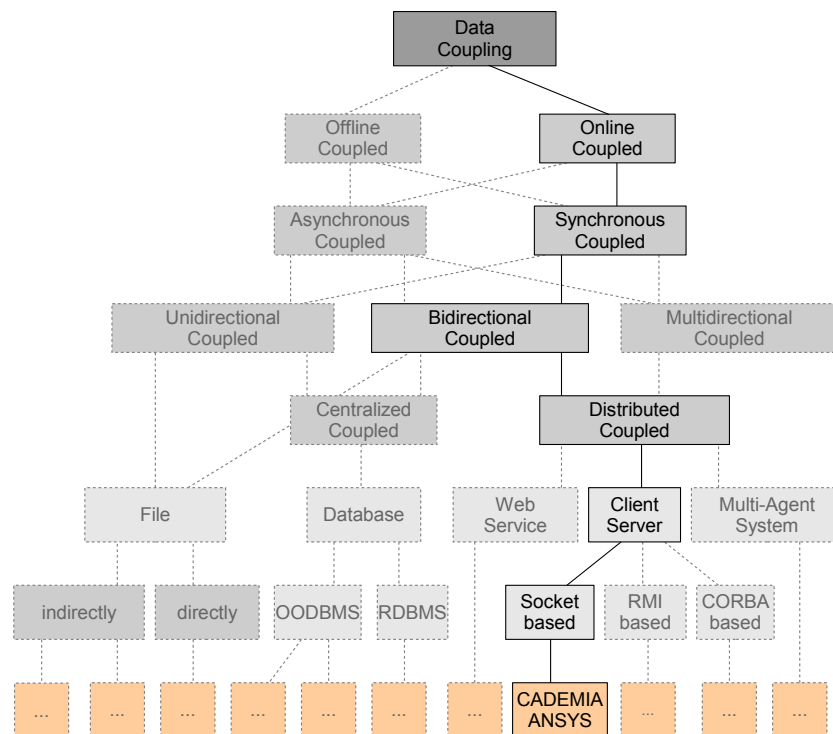 Data
Coupling
Offline
Coupled
Online
Coupled
Asynchronous
Coupled
Synchronous
Coupled
Unidirectional
Coupled
Bidirectional
Coupled
Multidirectional
Coupled
Centralized
Coupled
Distributed
Coupled
File
Database
Web
Service
Client
Server
Multi-Agent
System
indirectly
directly
OODBMS
RDBMS
Socket
based
RMI
based
CORBA
based
...
...
...
...
...
...
...
CADEMIA
ANSYS
...
...
...